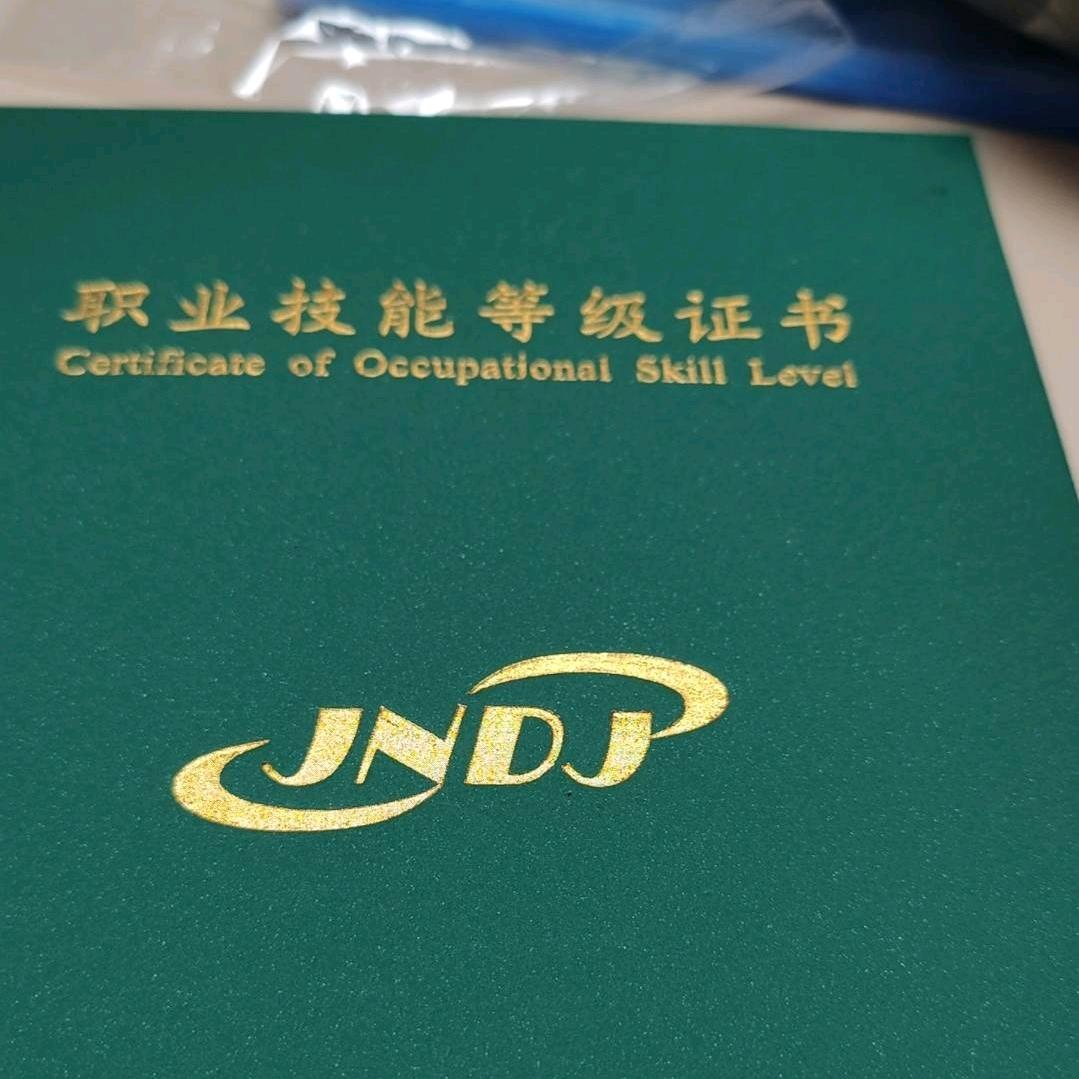 职业技能等级证书
Certificate of Occupational Skill Level
JNDJ